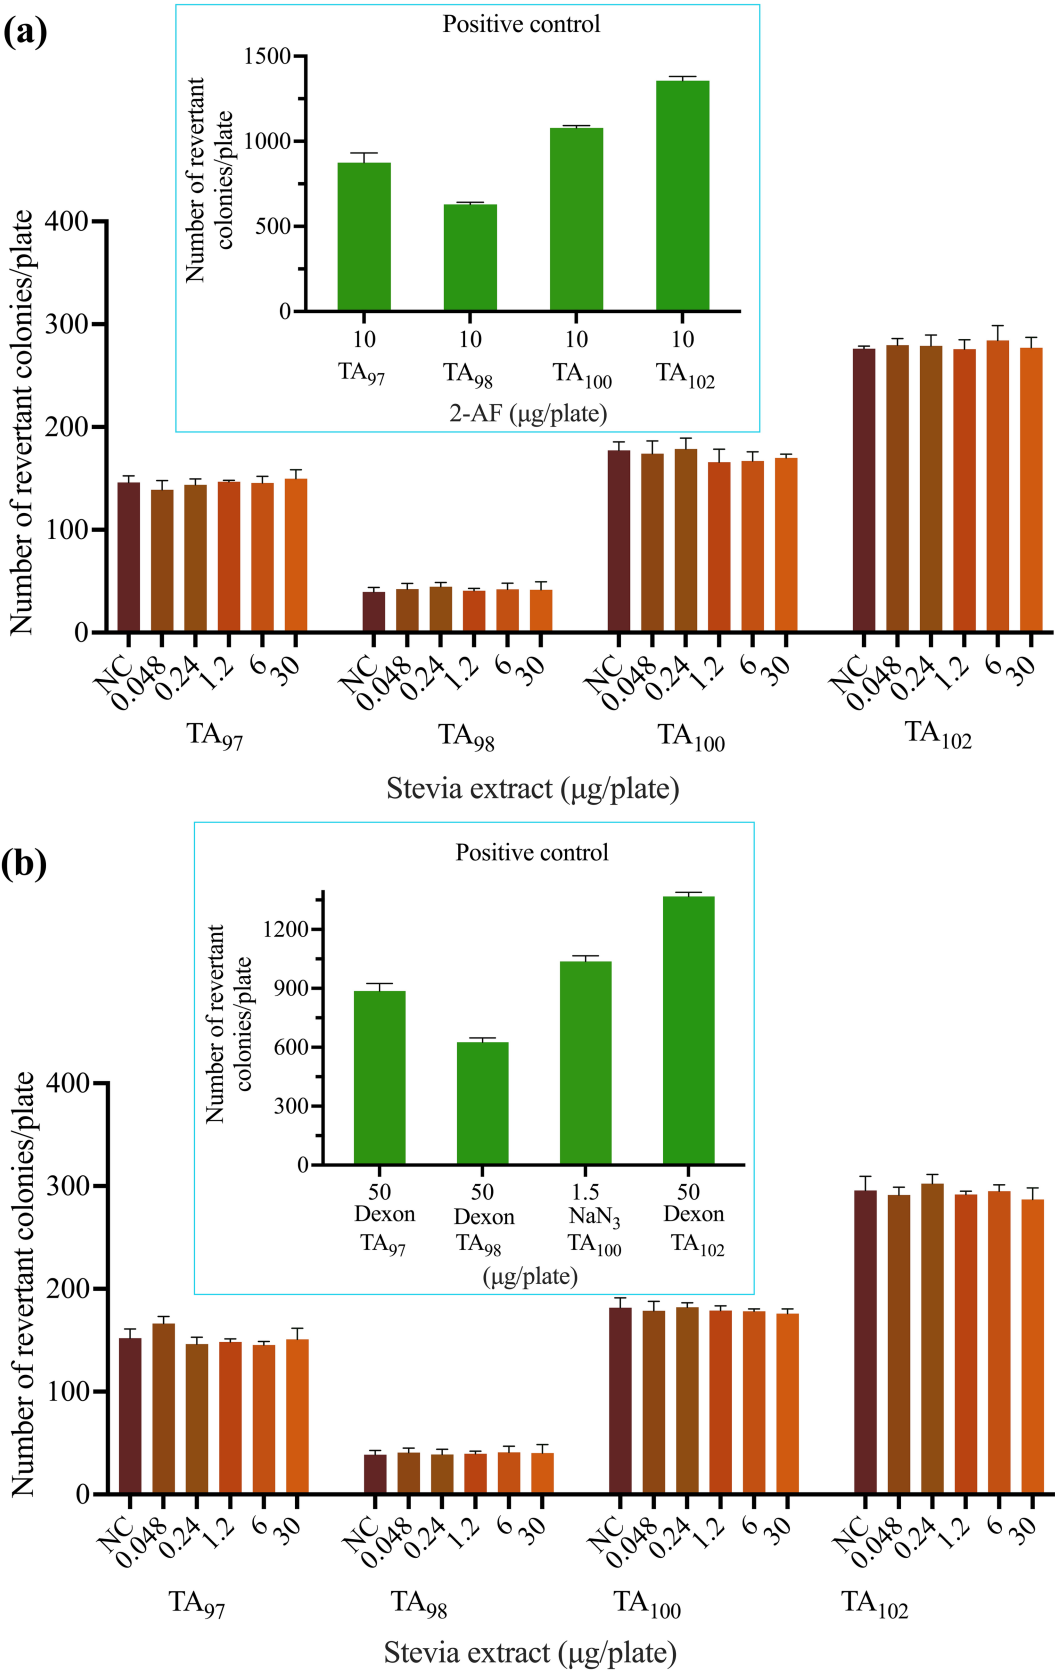 (a)
Positive control
Number of revertant
colonies/plate
1500
1000
500
0
10 10 10 10
TA97 TA98 TA100 TA102
2-AF (μg/plate)
Number of revertant colonies/plate
400
300
200
100
0
NC 0.048 0.24 1.2 6 30 NC 0.048 0.24 1.2 6 30 NC 0.048 0.24 1.2 6 30 NC 0.048 0.24 1.2 6 30
TA97 TA98 TA100 TA102
Stevia extract (μg/plate)
(b)
Positive control
Number of revertant
colonies/plate
1200
900
600
300
0
50 50 1.5 50
Dexon Dexon NaN3 Dexon
TA97 TA98 TA100 TA102
(μg/plate)
Number of revertant colonies/plate
400
300
200
100
0
NC 0.048 0.24 1.2 6 30 NC 0.048 0.24 1.2 6 30 NC 0.048 0.24 1.2 6 30 NC 0.048 0.24 1.2 6 30
TA97 TA98 TA100 TA102
Stevia extract (μg/plate)